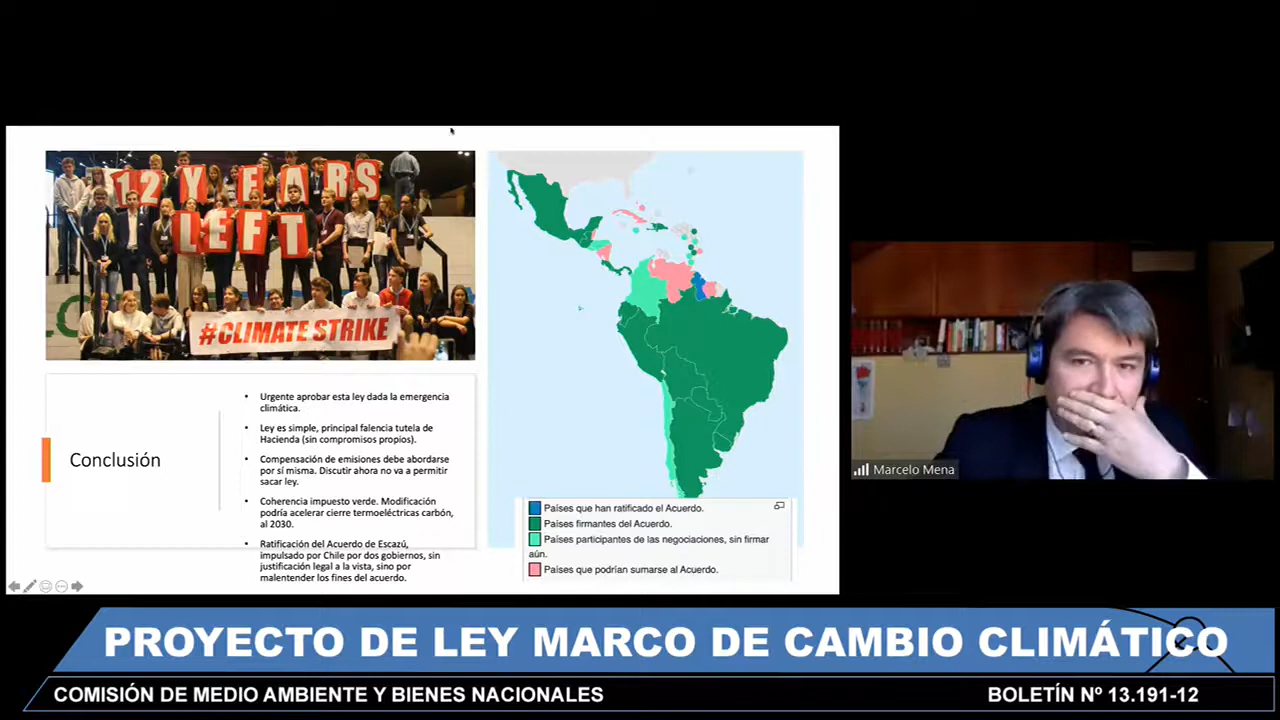 12 YEARS
LEFT
#CLIMATE STRIKE
Conclusión
• Urgente aprobar esta ley dada la emergencia
climática.
• Ley es simple, principal falencia tutela de
Hacienda (sin compromisos propios).
• Compensación de emisiones debe abordarse
por sí misma. Discutir ahora no va a permitir
sacar ley.
• Coherencia impuesto verde. Modificación
podría acelerar cierre termoeléctricas carbón,
al 2030.
• Ratificación del Acuerdo de Escazú,
impulsado por Chile por dos gobiernos, sin
justificación legal a la vista, sino por
malentender los fines del acuerdo.
Países que han ratificado el Acuerdo.
Países firmantes del Acuerdo.
Países participantes de las negociaciones, sin firmar
aún.
Países que podrían sumarse al Acuerdo.
Marcelo Mena
PROYECTO DE LEY MARCO DE CAMBIO CLIMÁTICO
COMISIÓN DE MEDIO AMBIENTE Y BIENES NACIONALES
BOLETÍN Nº 13.191-12